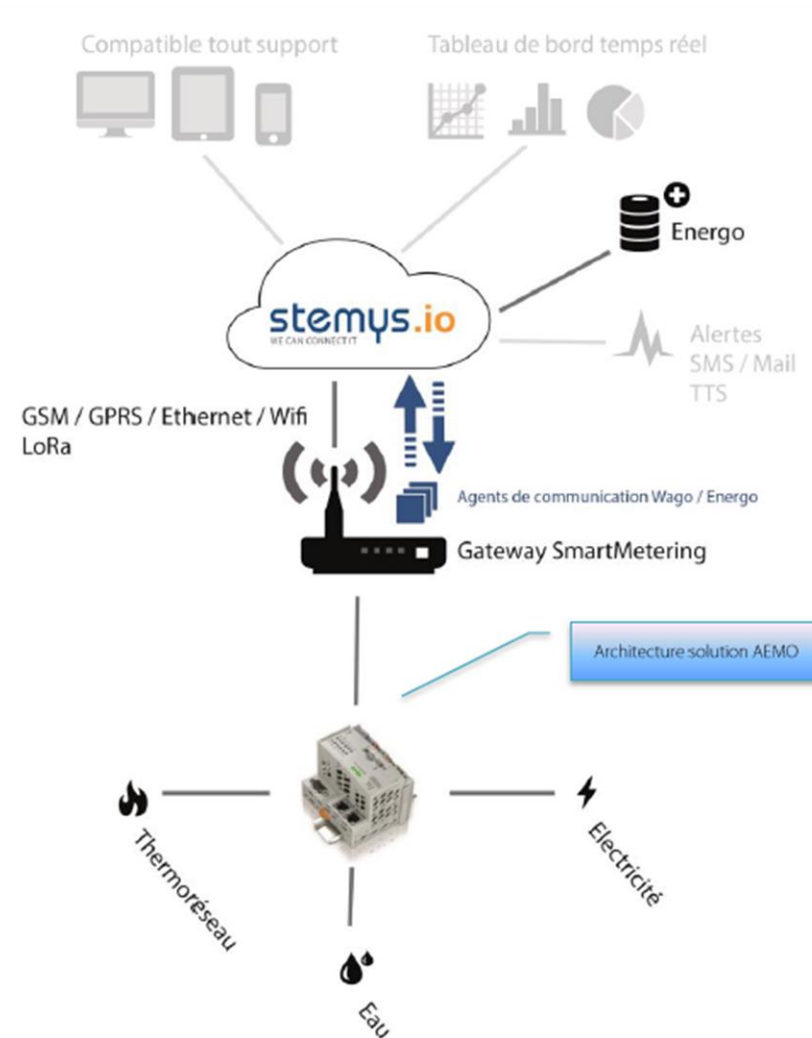 Compatible tout support
Tableau de bord temps réel
Energo
stemys.io
WE CAN CONNECT IT
Alertes
SMS / Mail
TTS
GSM / GPRS / Ethernet / Wifi
LoRa
Agents de communication Wago / Energo
Gateway SmartMetering
Architecture solution AEMO
Thermoréseau
Electricité
Eau